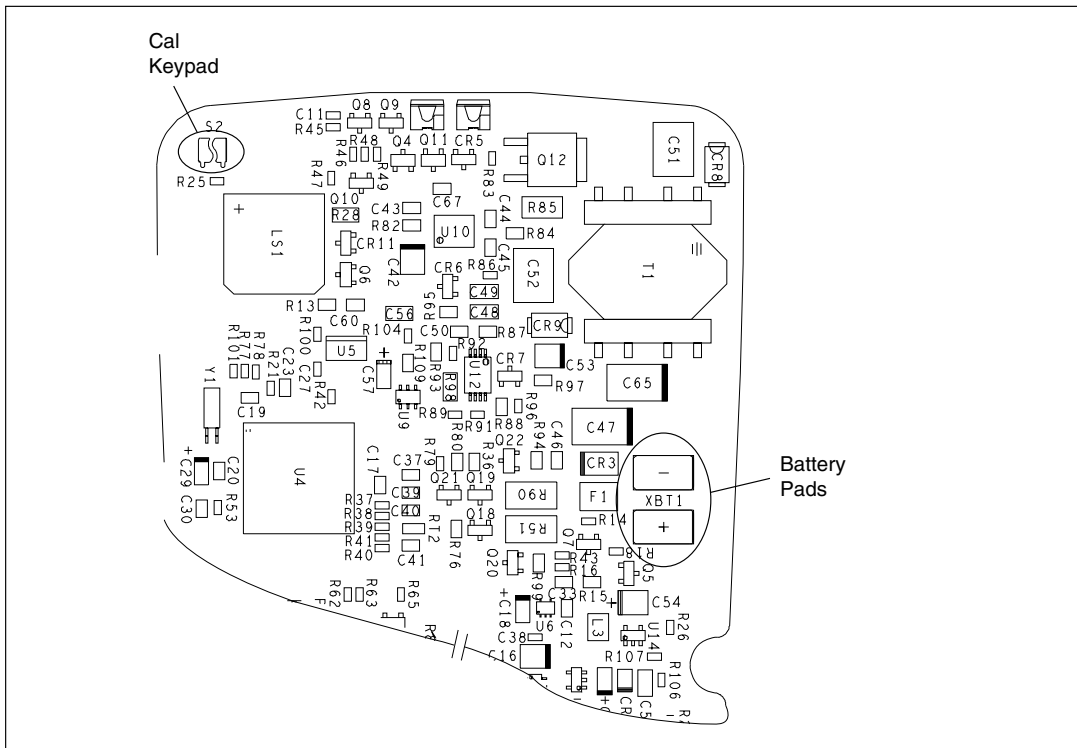 Cal
Keypad
S2
C11
R45
Q8
Q9
Q4
Q11
CR5
R46
R48
R49
R47
R25
Q10
R28
C43
R82
C67
R83
C44
Q12
R85
R84
C51
CR8
LS1
+
CR11
Q6
C42
U10
CR6
R86
C45
C52
T1
R13
C60
C56
R95
C49
C48
R104
C50
R87
CR9
R101
R77
R78
R100
U5
R21
C23
C27
R42
+
C57
R109
R93
R92
U12
CR7
C53
R97
C65
Y1
C19
U9
R98
R89
R91
R88
R96
C47
U4
+
C29
C20
C30
R53
C17
C37
R79
R80
R36
Q22
R94
C46
CR3
−
XBT1
+
Battery
Pads
C39
C40
Q21
Q19
R90
F1
R37
R38
R39
R41
R40
RT2
C41
R76
Q18
R51
R14
Q20
R99
Q7
R43
R16
R18
Q5
R62
R63
R65
+
C18
C33
R15
+
C54
U6
C12
L3
C38
C16
U14
R26
R107
R106
+
CR
C5